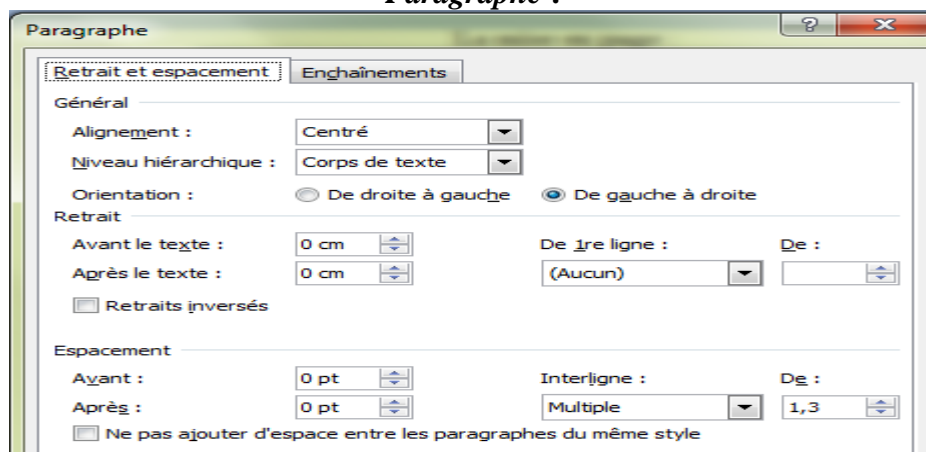 Paragraphe :
Paragraphe
Retrait et espacement Enchaînements
Général
Alignement : Centré
Niveau hiérarchique : Corps de texte
Orientation : De droite à gauche De gauche à droite
Retrait
Avant le texte : 0 cm De 1re ligne : De :
Après le texte : 0 cm (Aucun)
Retraits inversés
Espacement
Avant : 0 pt Interligne : De :
Après : 0 pt Multiple 1,3
Ne pas ajouter d'espace entre les paragraphes du même style